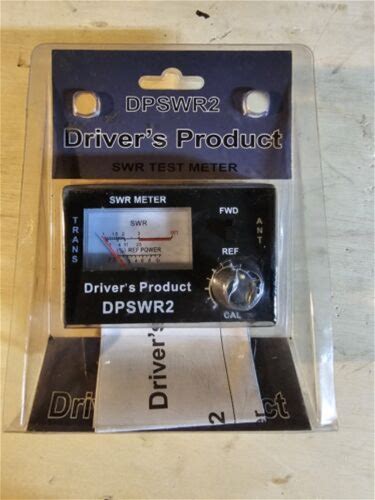 DPSWR2
Driver's Product
SWR TEST METER
SWR METER
FWD
TRANS
SWR
ANT.
REF
(%) REF POWER
Driver's Product
DPSWR2
CAL
Driver's
2
Driver's Product